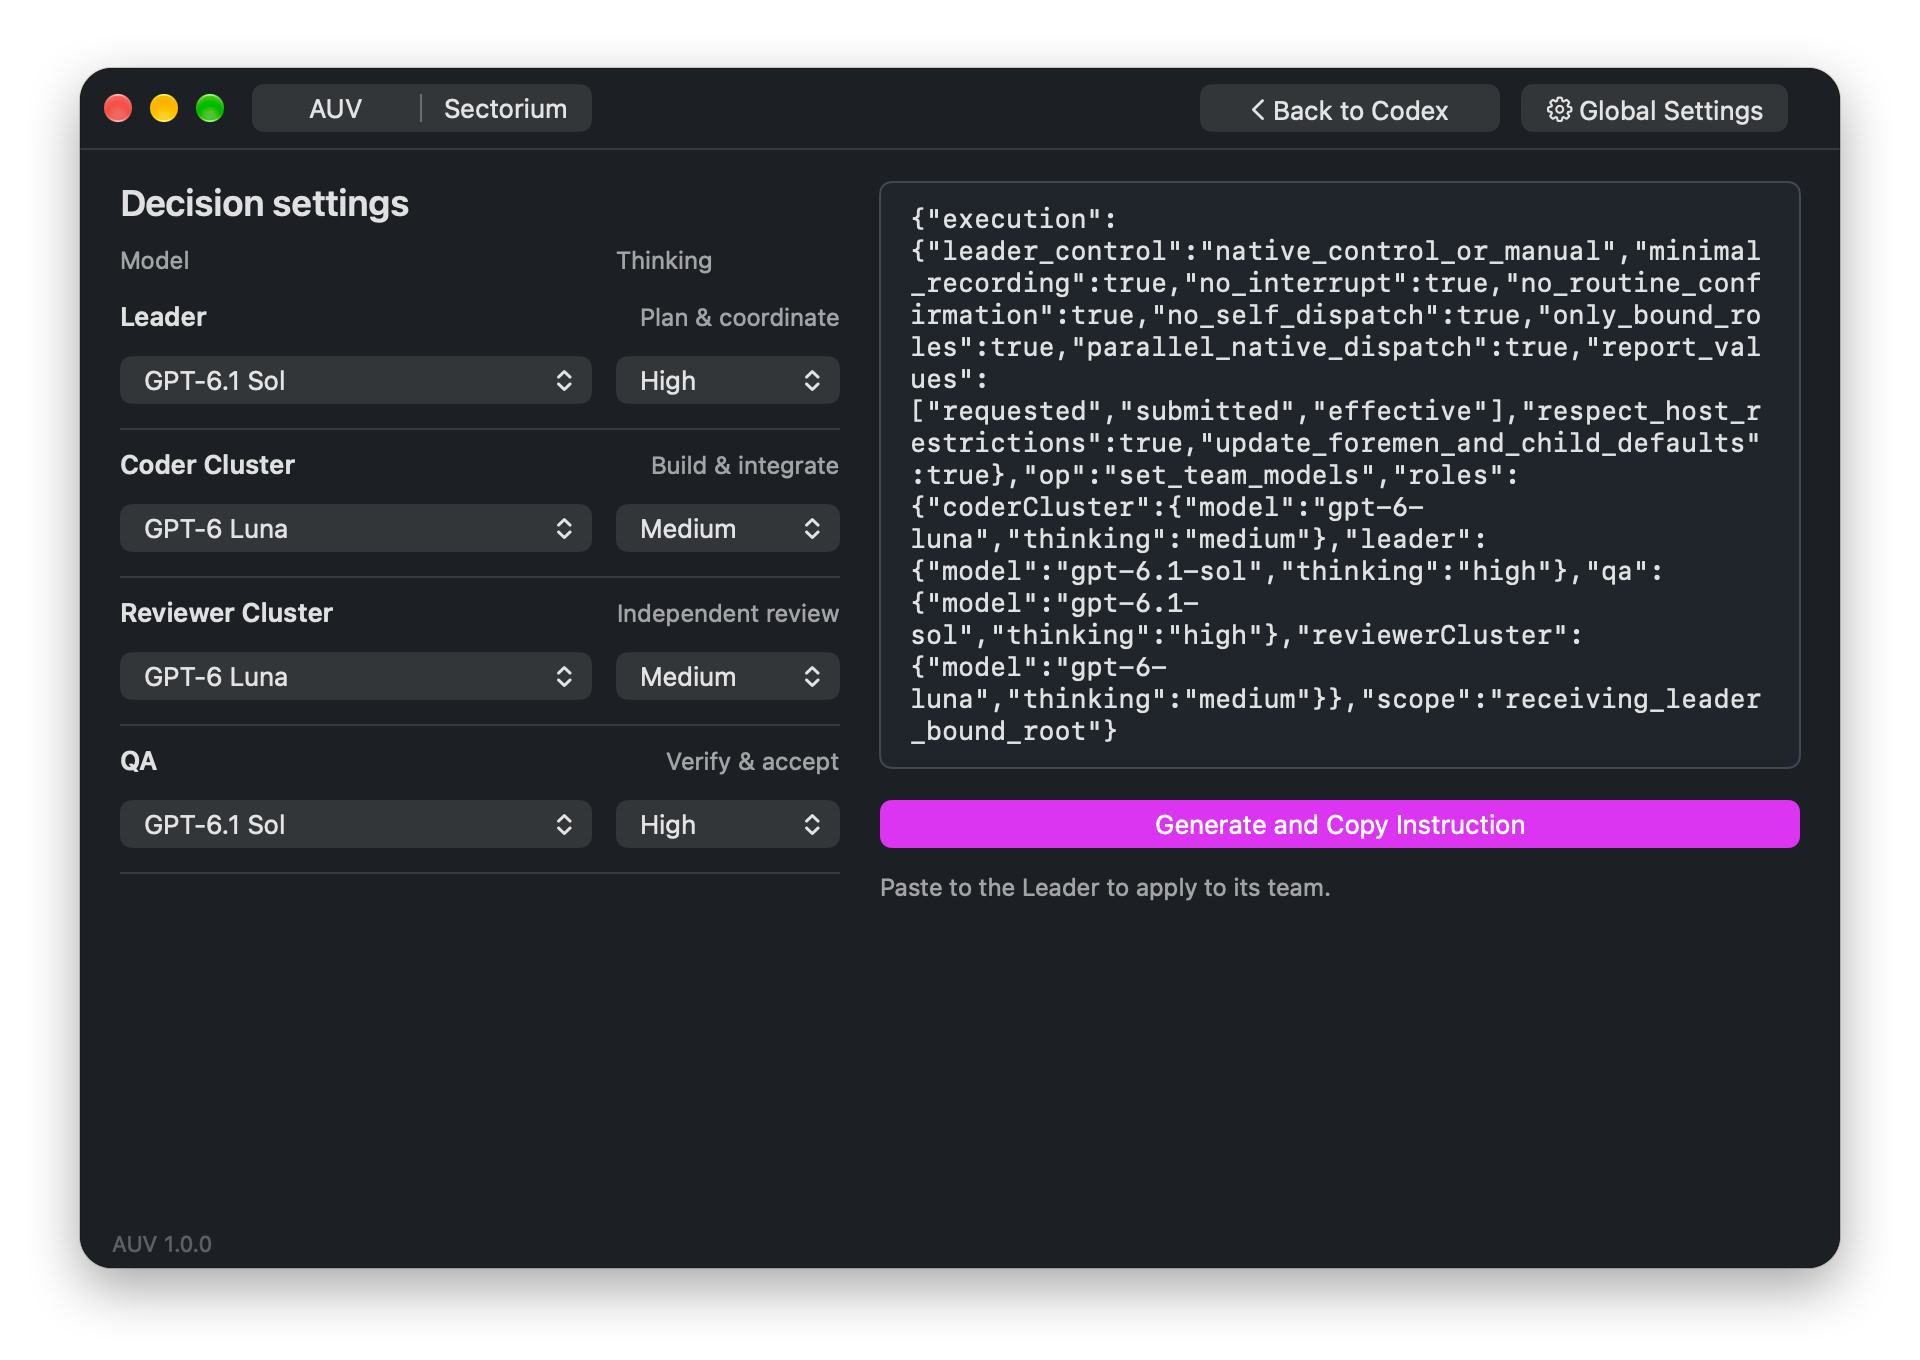 AUV
Sectorium
Back to Codex
Global Settings
Decision settings
Model
Thinking
Leader
Plan & coordinate
GPT-6.1 Sol
High
Coder Cluster
Build & integrate
GPT-6 Luna
Medium
Reviewer Cluster
Independent review
GPT-6 Luna
Medium
QA
Verify & accept
GPT-6.1 Sol
High
{"execution":
{"leader_control":"native_control_or_manual","minimal
_recording":true,"no_interrupt":true,"no_routine_conf
irmation":true,"no_self_dispatch":true,"only_bound_ro
les":true,"parallel_native_dispatch":true,"report_val
ues":
["requested","submitted","effective"],"respect_host_r
estrictions":true,"update_foremen_and_child_defaults"
:true},"op":"set_team_models","roles":
{"coderCluster":{"model":"gpt-6-
luna","thinking":"medium"},"leader":
{"model":"gpt-6.1-sol","thinking":"high"},"qa":
{"model":"gpt-6.1-
sol","thinking":"high"},"reviewerCluster":
{"model":"gpt-6-
luna","thinking":"medium"}},"scope":"receiving_leader
_bound_root"}
Generate and Copy Instruction
Paste to the Leader to apply to its team.
AUV 1.0.0